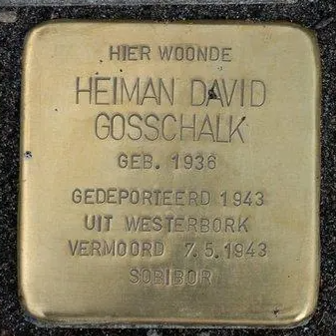 HIER WOONDE
HEIMAN DAVID
GOSSCHALK
GEB. 1936
GEDEPORTEERD 1943
UIT WESTERBORK
VERMOORD 7.5.1943
SOBIBOR